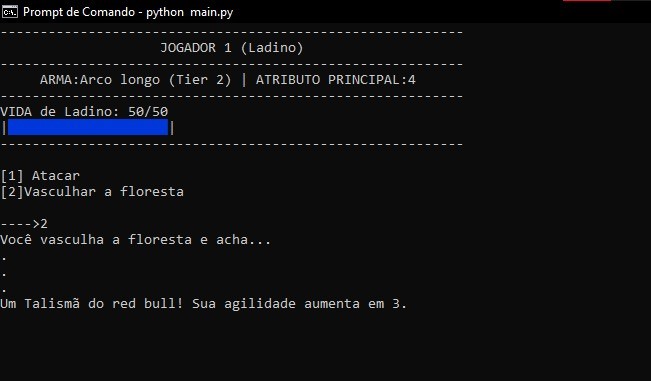 Prompt de Comando - python main.py
----------------------------------------------------------
JOGADOR 1 (Ladino)
----------------------------------------------------------
ARMA:Arco longo (Tier 2) | ATRIBUTO PRINCIPAL:4
----------------------------------------------------------
VIDA de Ladino: 50/50
| |
----------------------------------------------------------
[1] Atacar
[2]Vasculhar a floresta
---->2
Você vasculha a floresta e acha...
.
.
.
Um Talismã do red bull! Sua agilidade aumenta em 3.